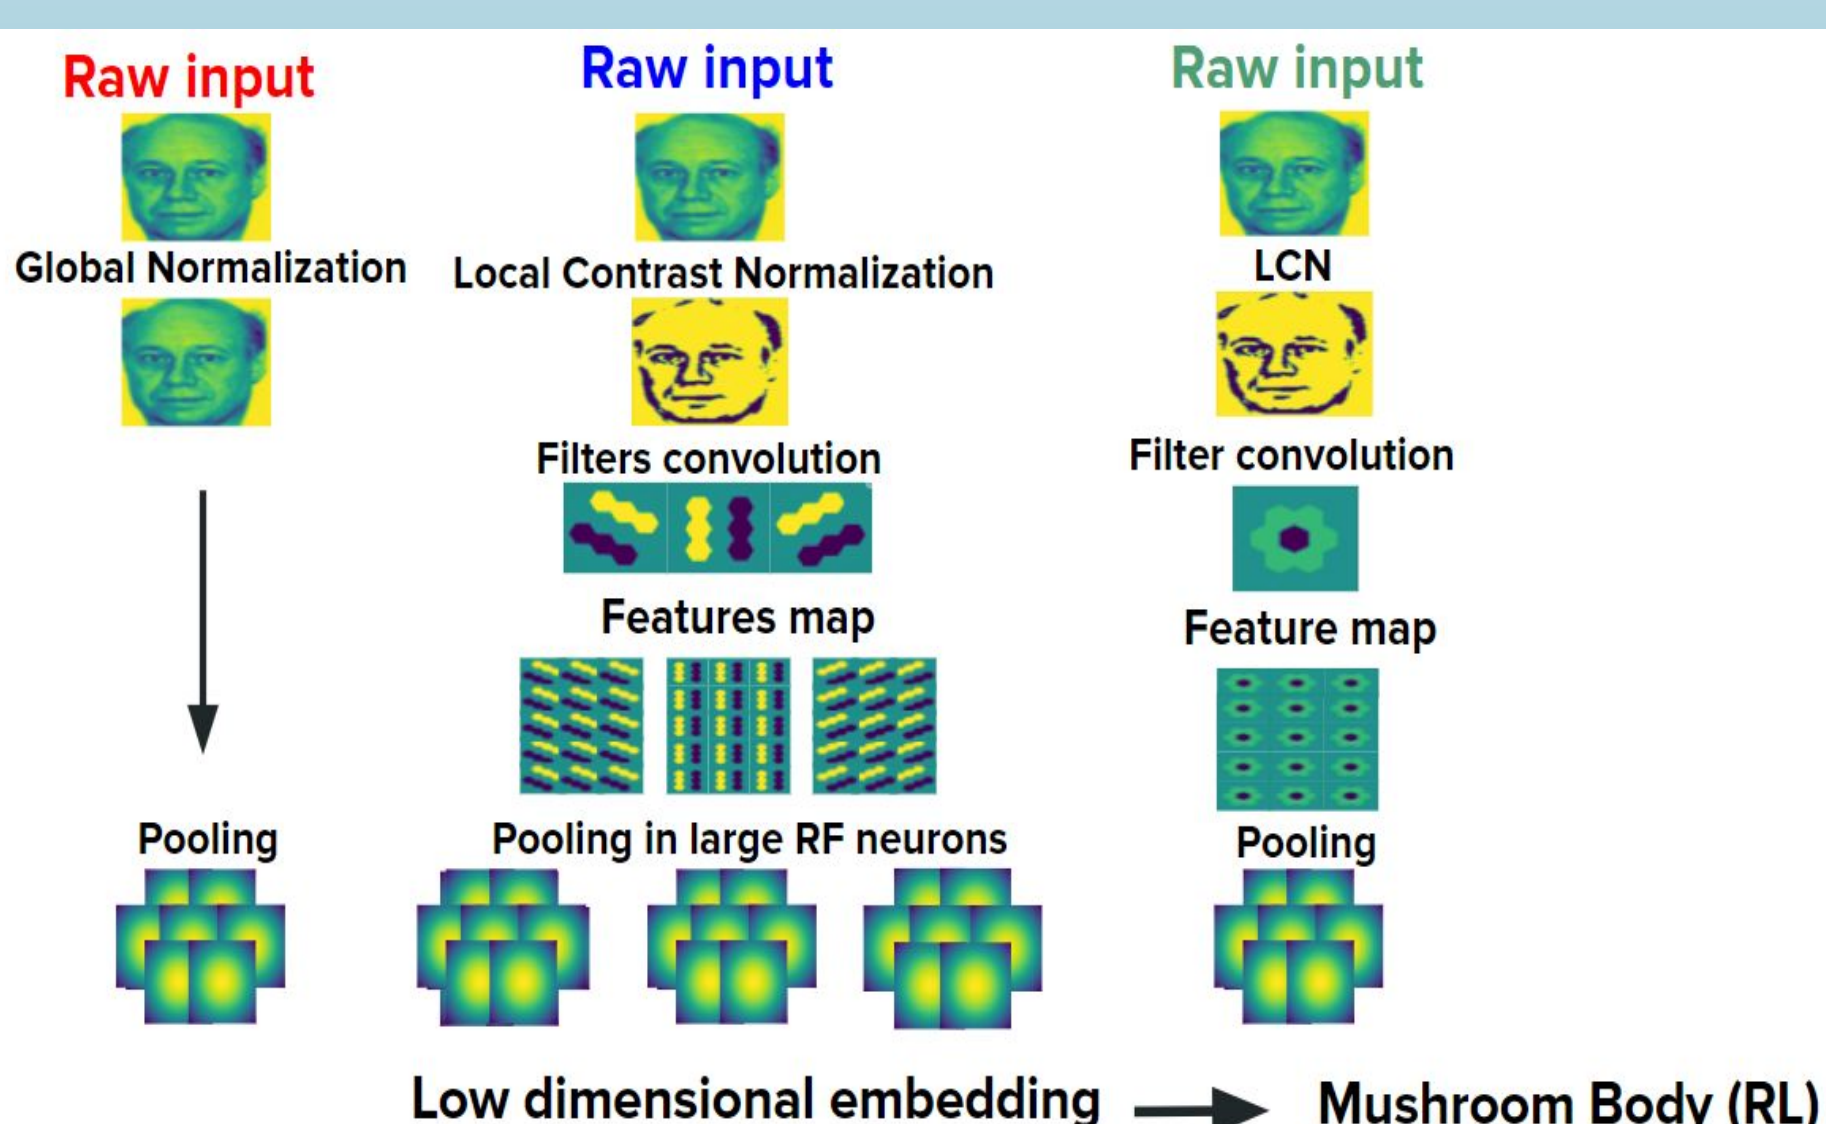 Raw input
Global Normalization
Pooling
Raw input
Local Contrast Normalization
Filters convolution
Features map
Pooling in large RF neurons
Raw input
LCN
Filter convolution
Feature map
Pooling
Low dimensional embedding
Mushroom Body (RL)